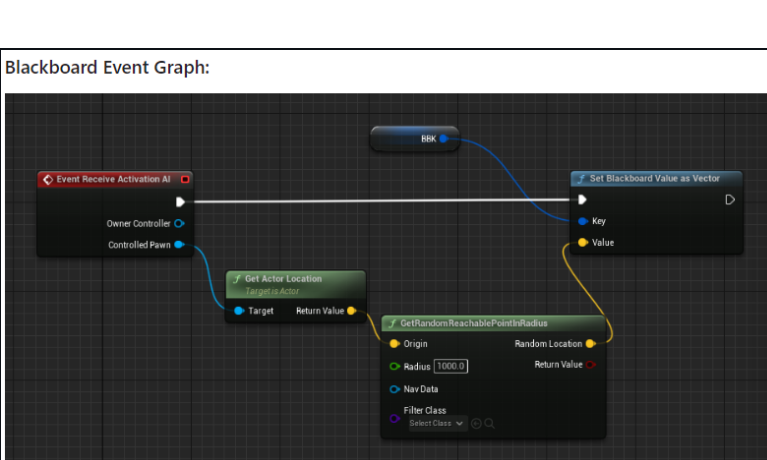 Blackboard Event Graph:
BBK
Event Receive Activation AI
Set Blackboard Value as Vector
Owner Controller
Key
Controlled Pawn
Value
Get Actor Location
Target is Actor
Target
Return Value
GetRandomReachablePointInRadius
Origin
Random Location
Radius 1000.0
Return Value
Nav Data
Filter Class
Select Class